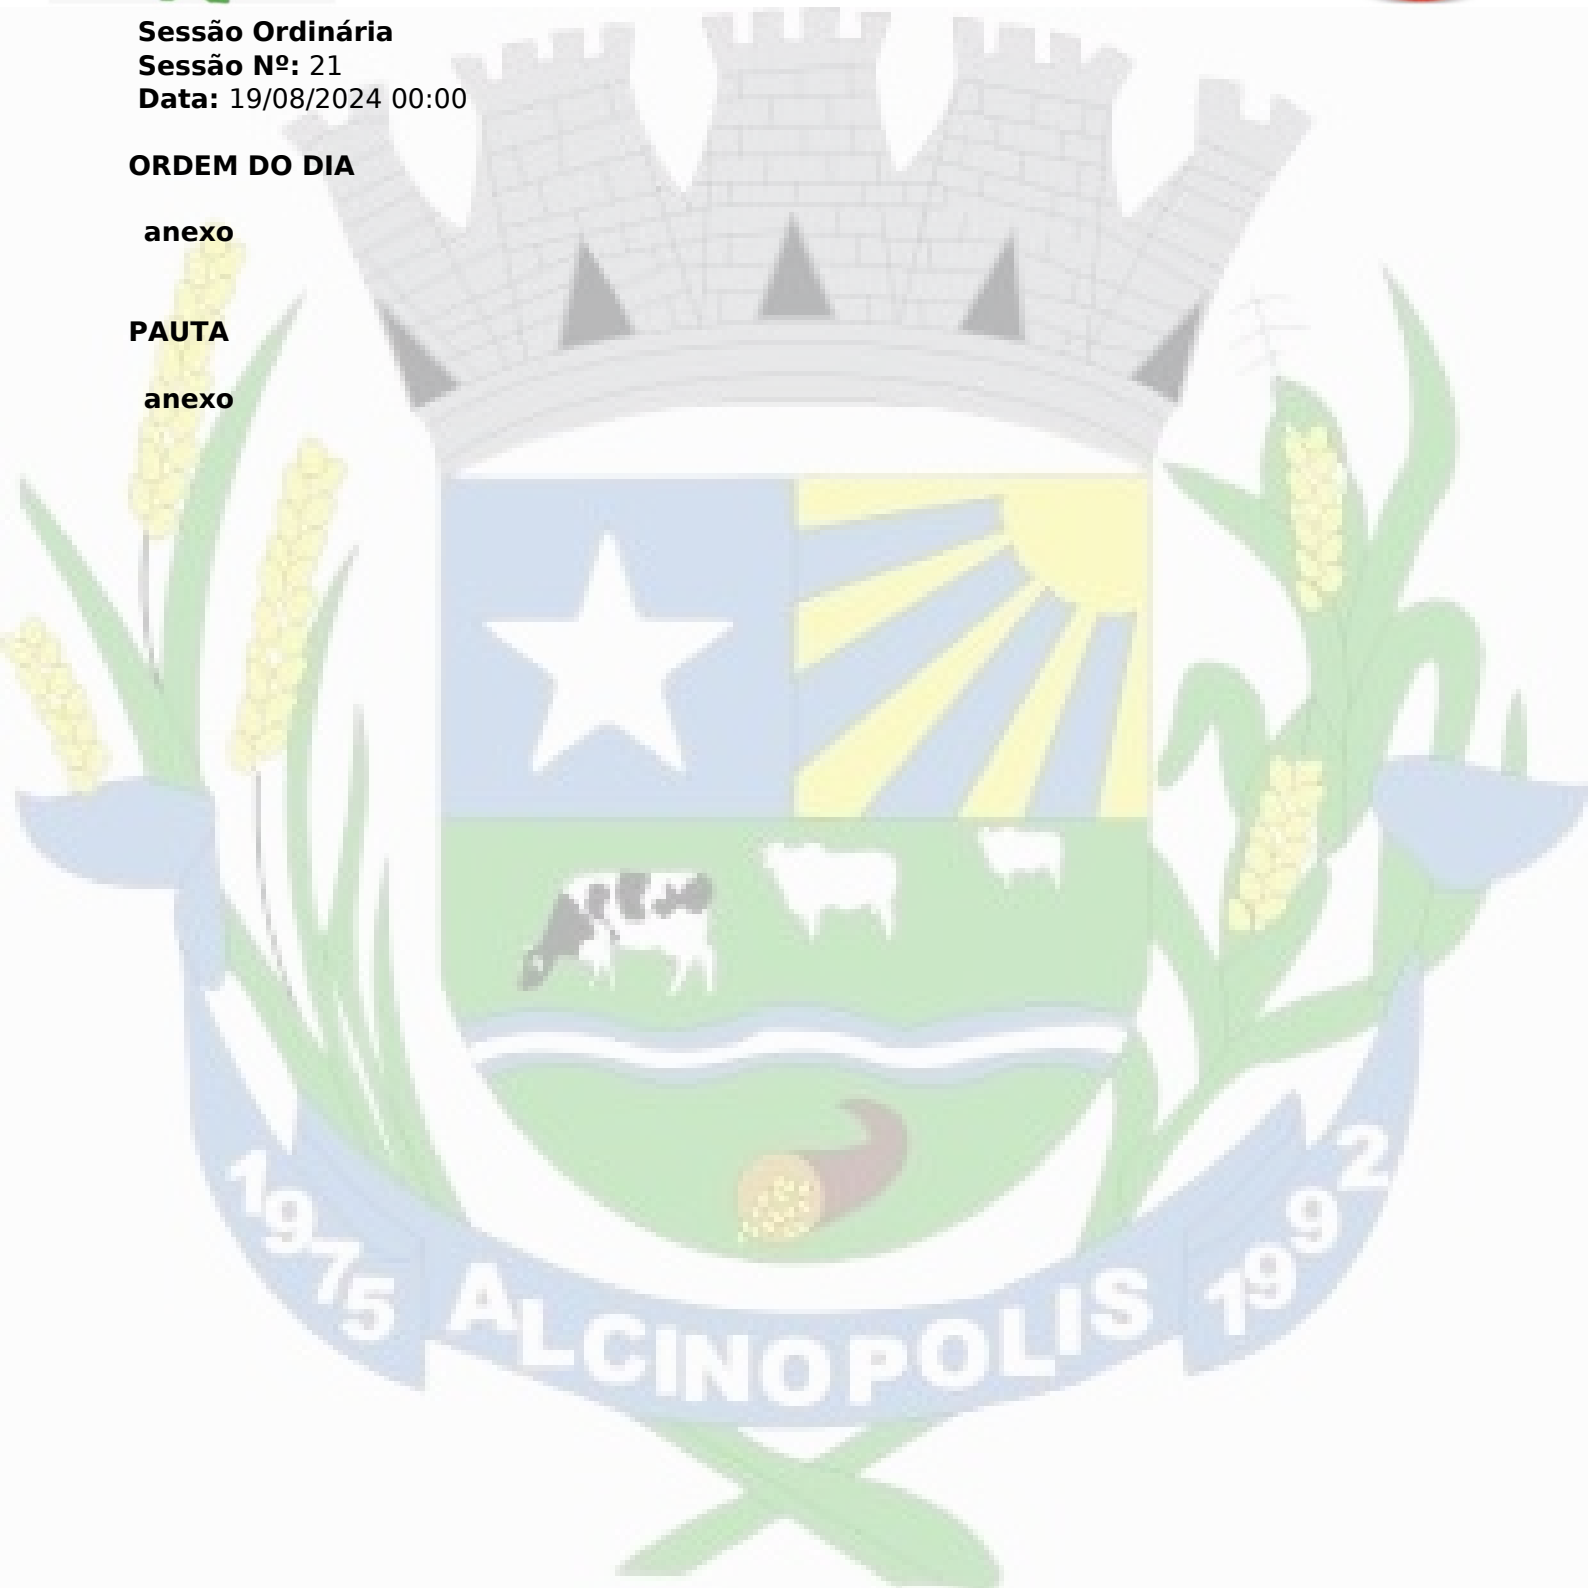 Sessão Ordinária
Sessão Nº: 21
Data: 19/08/2024 00:00
ORDEM DO DIA
anexo
PAUTA
anexo
1975 ALCINOPOLIS 1992